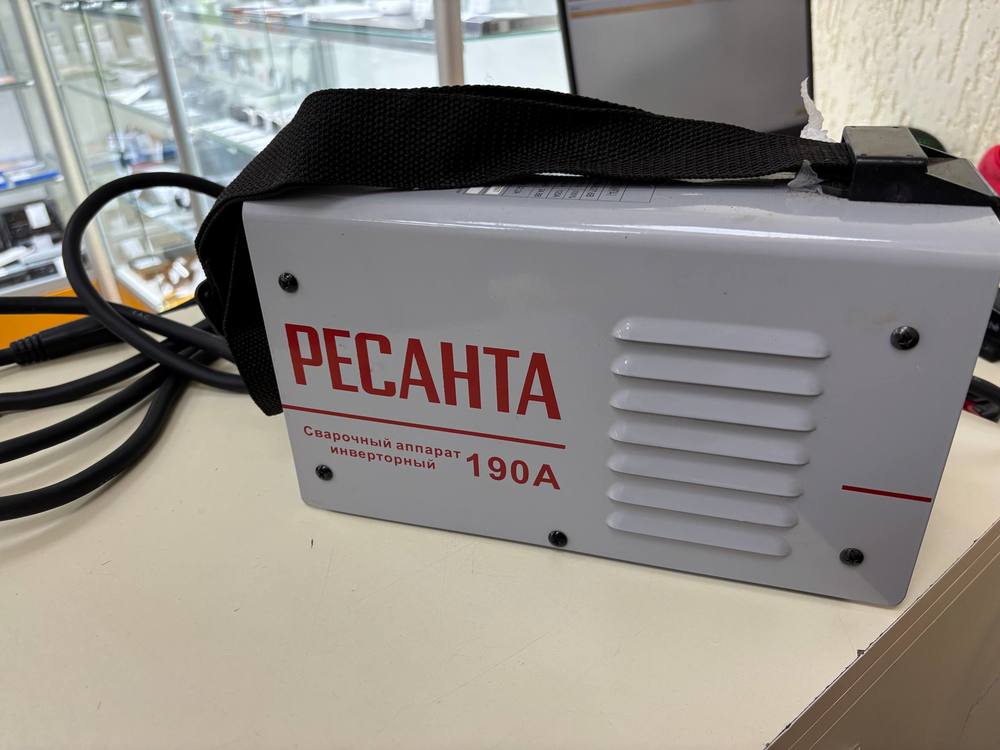 РЕСАНТА
Сварочный аппарат
инверторный
190А